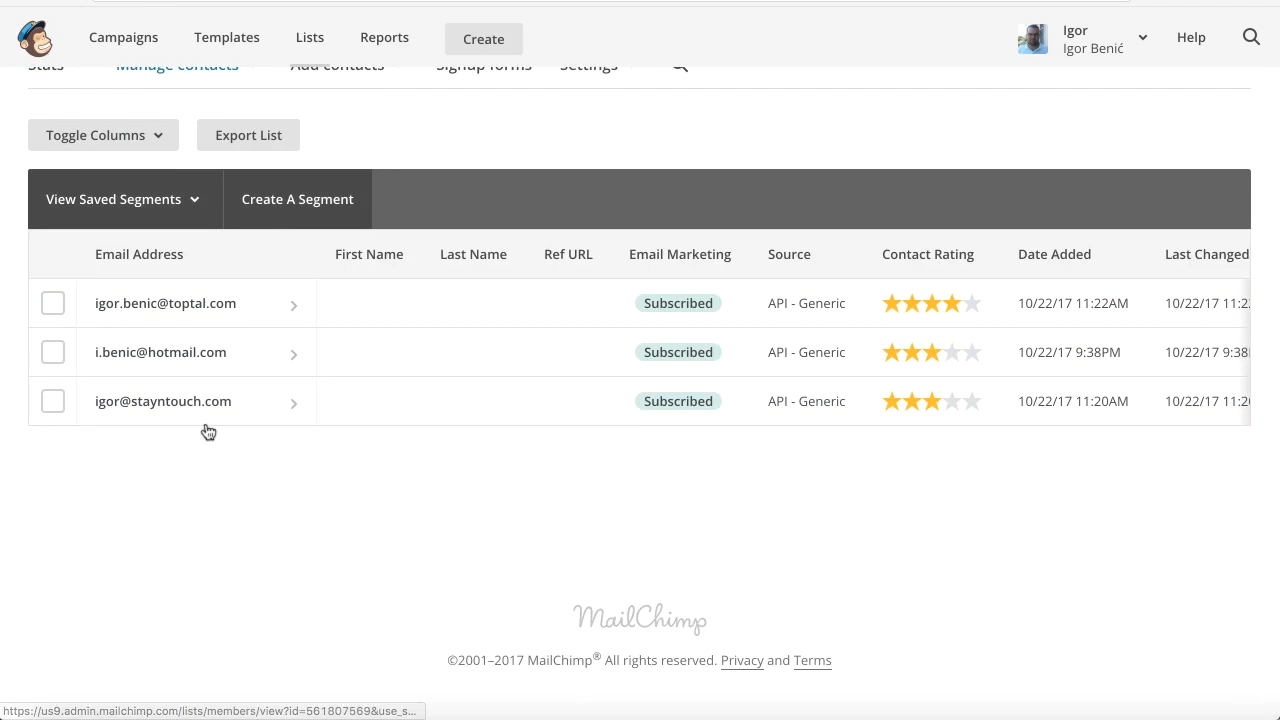 Campaigns Templates Lists Reports Create Igor Help
Igor Benić
Stats Manage contacts Add contacts Signup forms Settings
Toggle Columns Export List
View Saved Segments Create A Segment
Email Address First Name Last Name Ref URL Email Marketing Source Contact Rating Date Added Last Changed
igor.benic@toptal.com Subscribed API - Generic 10/22/17 11:22AM 10/22/17 11:2
i.benic@hotmail.com Subscribed API - Generic 10/22/17 9:38PM 10/22/17 9:38
igor@stayntouch.com Subscribed API - Generic 10/22/17 11:20AM 10/22/17 11:2
MailChimp
©2001–2017 MailChimp® All rights reserved. Privacy and Terms
https://us9.admin.mailchimp.com/lists/members/view?id=561807569&use_s...